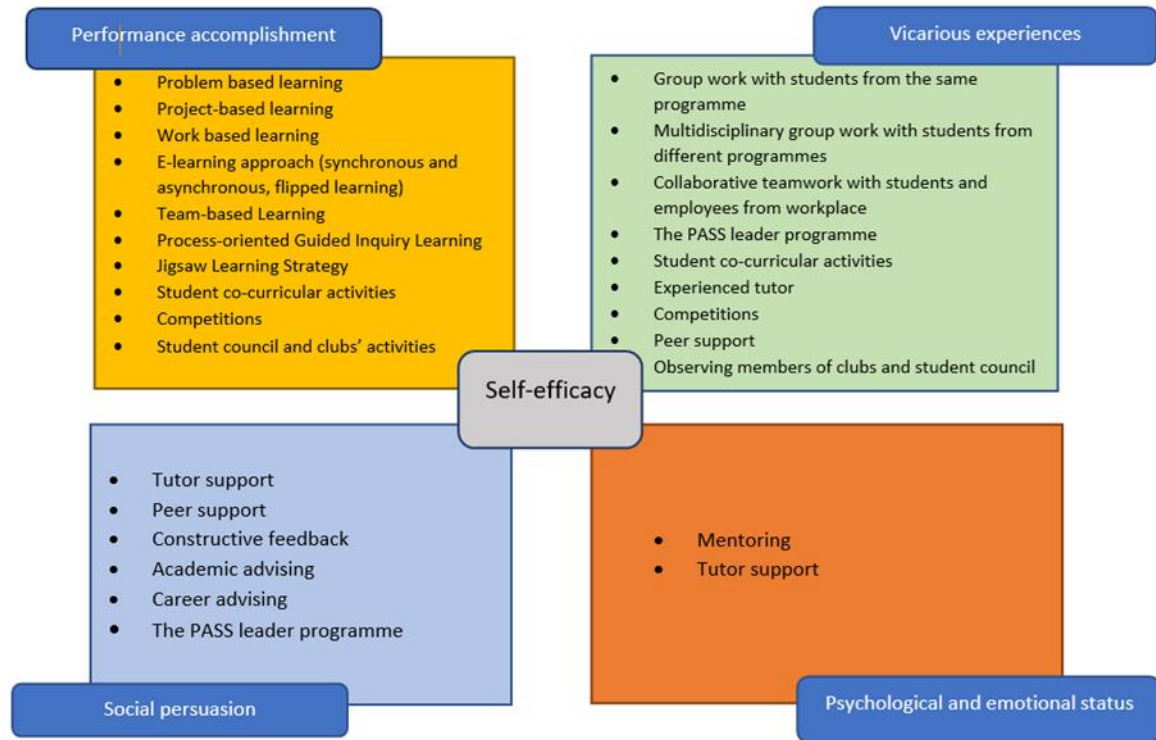 Performance accomplishment
• Problem based learning
• Project-based learning
• Work based learning
• E-learning approach (synchronous and
asynchronous, flipped learning)
• Team-based Learning
• Process-oriented Guided Inquiry Learning
• Jigsaw Learning Strategy
• Student co-curricular activities
• Competitions
• Student council and clubs’ activities
Vicarious experiences
• Group work with students from the same
programme
• Multidisciplinary group work with students from
different programmes
• Collaborative teamwork with students and
employees from workplace
• The PASS leader programme
• Student co-curricular activities
• Experienced tutor
• Competitions
• Peer support
Observing members of clubs and student council
Self-efficacy
• Tutor support
• Peer support
• Constructive feedback
• Academic advising
• Career advising
• The PASS leader programme
Social persuasion
• Mentoring
• Tutor support
Psychological and emotional status